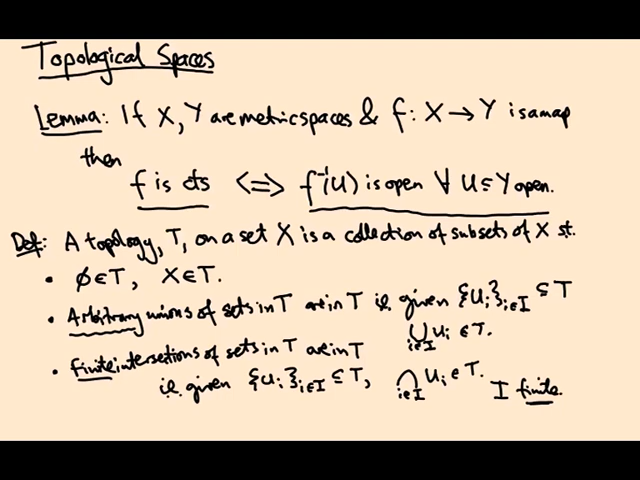 Topological Spaces
Lemma: If X, Y are metric spaces & f: X → Y is a map
then
f is cts ⟺ f⁻¹(U) is open ∀ U ⊆ Y open.
Def: A topology, T, on a set X is a collection of subsets of X st.
• ∅ ∈ T, X ∈ T.
• Arbitrary unions of sets in T are in T i.e. given {Uᵢ}ᵢ∈I ⊆ T
⋃ᵢ∈I Uᵢ ∈ T.
• Finite intersections of sets in T are in T
i.e. given {Uᵢ}ᵢ∈I ⊆ T, ⋂ᵢ∈I Uᵢ ∈ T. I finite.